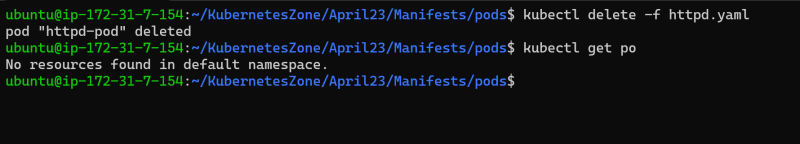 ubuntu@ip-172-31-7-154:~/KubernetesZone/April23/Manifests/pods$ kubectl delete -f httpd.yaml
pod "httpd-pod" deleted
ubuntu@ip-172-31-7-154:~/KubernetesZone/April23/Manifests/pods$ kubectl get po
No resources found in default namespace.
ubuntu@ip-172-31-7-154:~/KubernetesZone/April23/Manifests/pods$